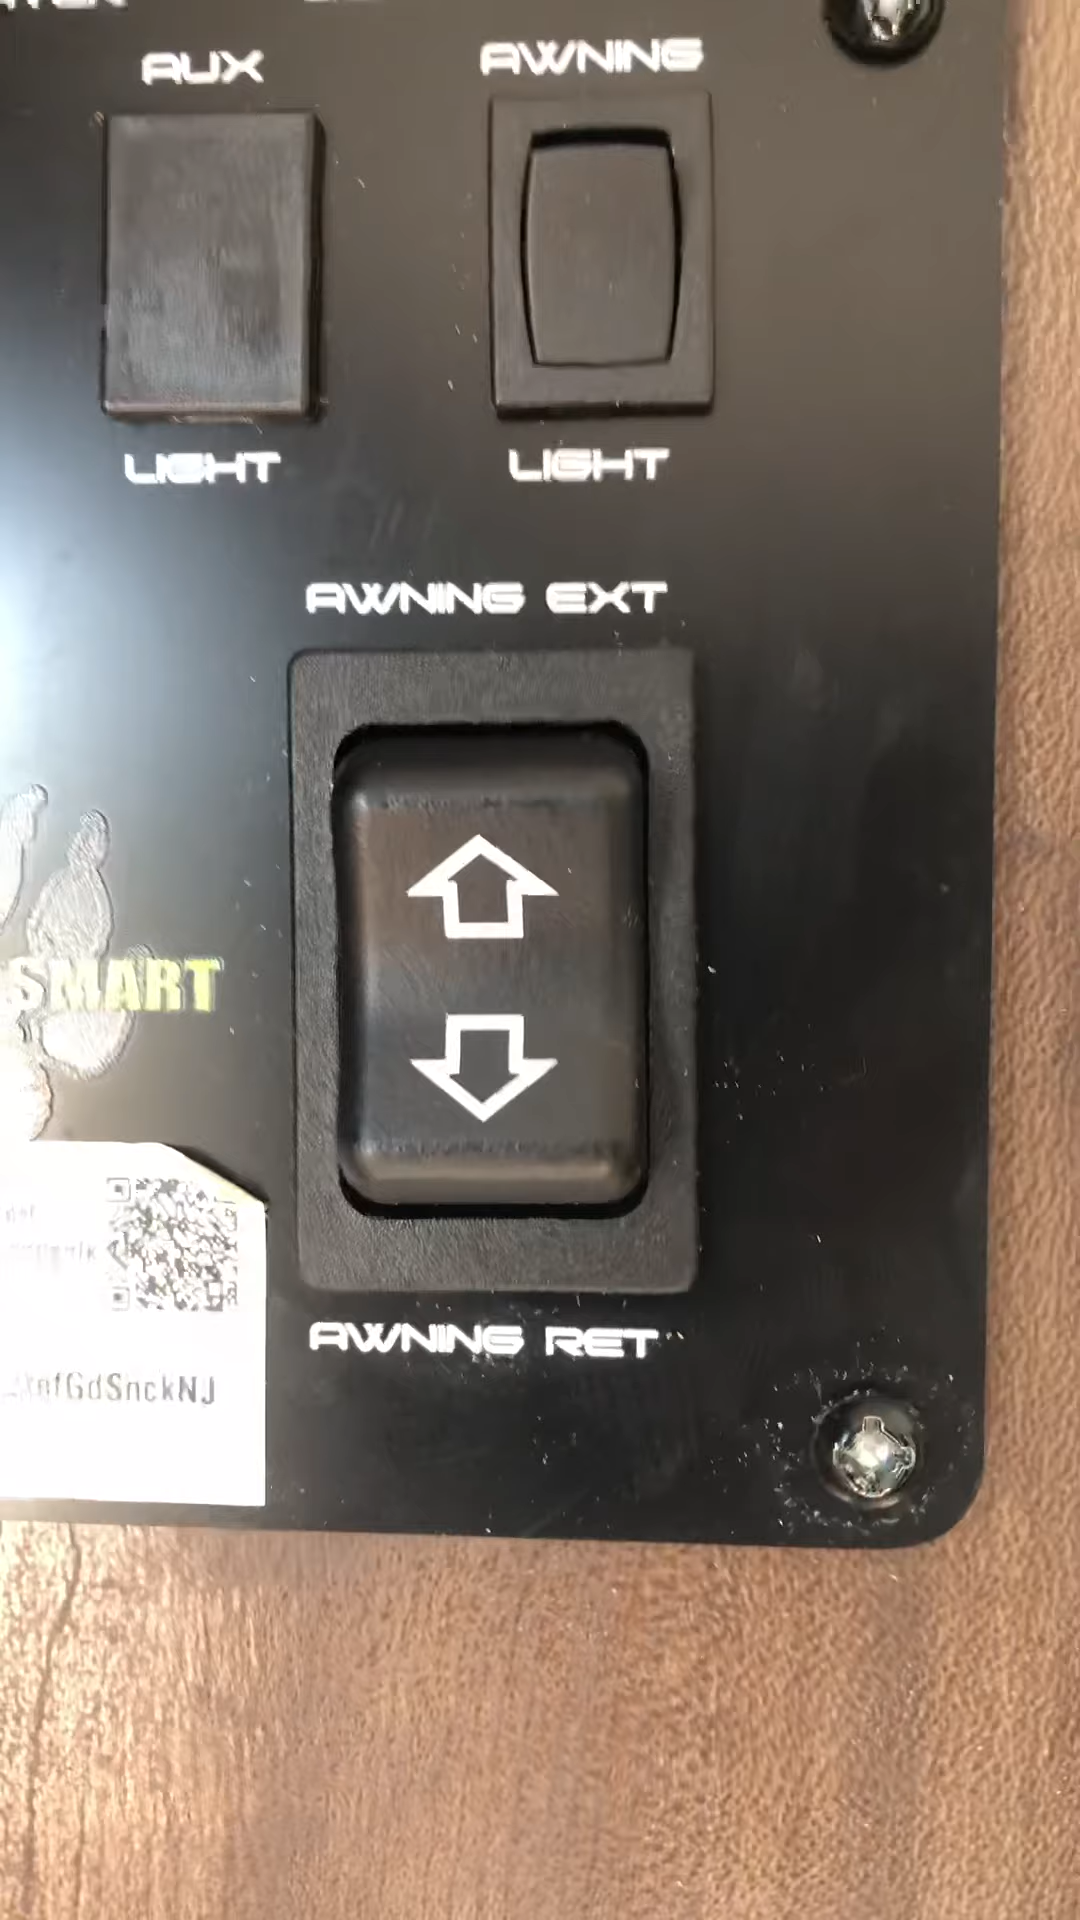 AUX
AWNING
LIGHT
LIGHT
AWNING EXT
SMART
AWNING RET